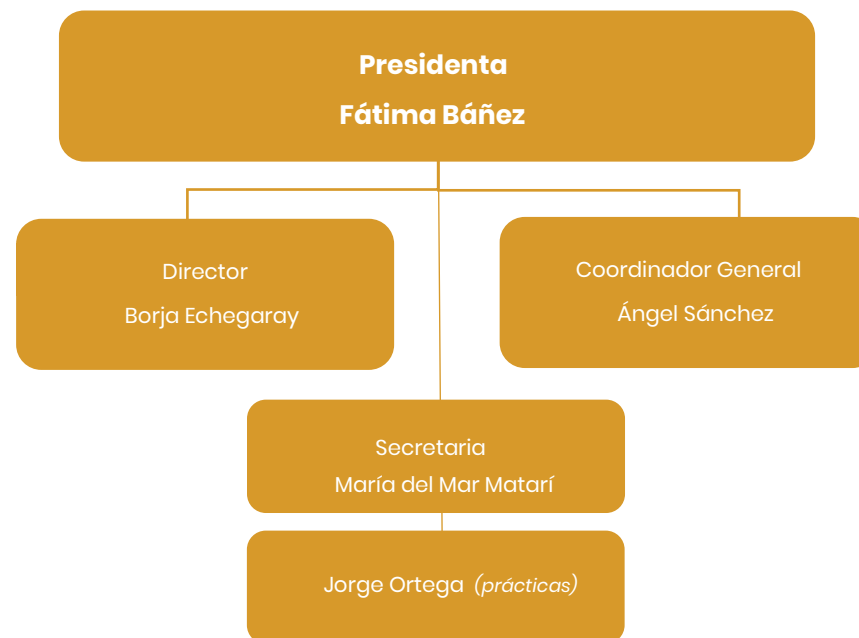 Presidenta
Fátima Báñez
Director
Borja Echegaray
Coordinador General
Ángel Sánchez
Secretaria
María del Mar Matarí
Jorge Ortega (prácticas)